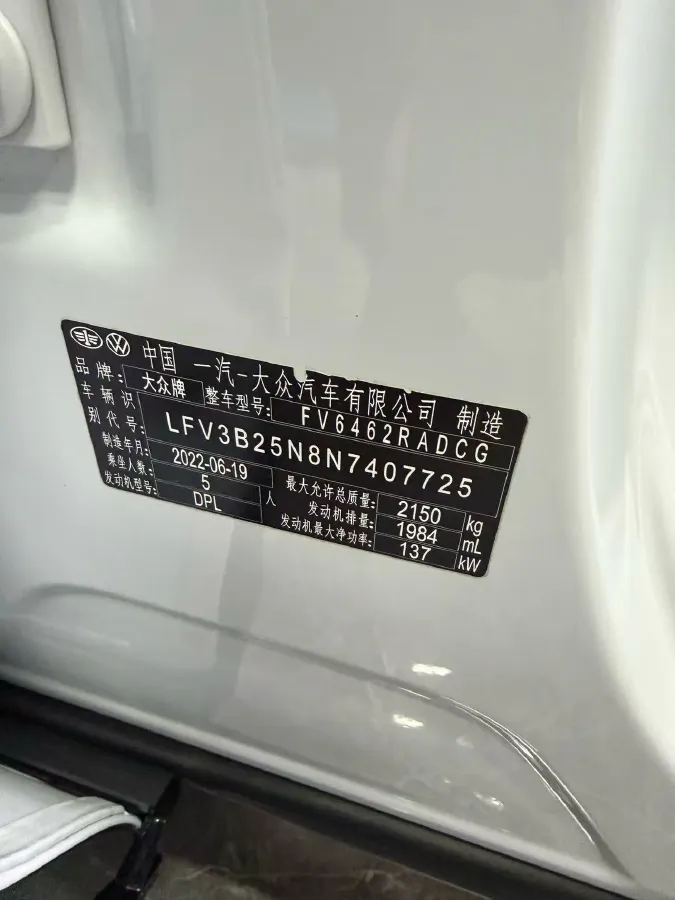 中国 一汽-大众汽车有限公司 制造
品牌: 大众牌 整车型号: FV6462RADCG
车辆识别代号: LFV3B25N8N7407725
制造年月: 2022-06-19 最大允许总质量: 2150 kg
乘座人数: 5 人 发动机排量: 1984 mL
发动机型号: DPL 发动机最大净功率: 137 kW